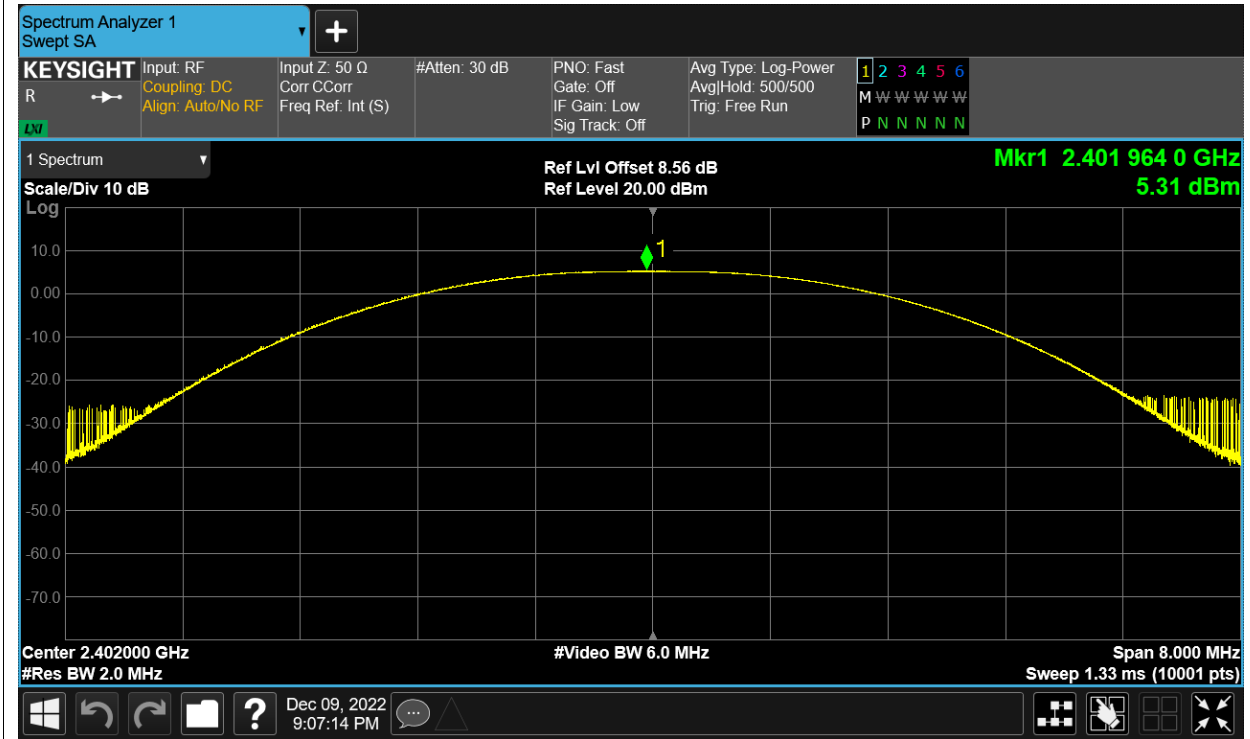 Spectrum Analyzer 1
Swept SA
+
KEYSIGHT
R
LXI
Input: RF
Coupling: DC
Align: Auto/No RF
Input Z: 50 Ω
Corr CCorr
Freq Ref: Int (S)
#Atten: 30 dB
PNO: Fast
Gate: Off
IF Gain: Low
Sig Track: Off
Avg Type: Log-Power
Avg|Hold: 500/500
Trig: Free Run
1 2 3 4 5 6
M W W W W W
P N N N N N
1 Spectrum
Scale/Div 10 dB
Log
Ref Lvl Offset 8.56 dB
Ref Level 20.00 dBm
Mkr1 2.401 964 0 GHz
5.31 dBm
1
10.0
0.00
-10.0
-20.0
-30.0
-40.0
-50.0
-60.0
-70.0
Center 2.402000 GHz
#Res BW 2.0 MHz
#Video BW 6.0 MHz
Span 8.000 MHz
Sweep 1.33 ms (10001 pts)
?
Dec 09, 2022
9:07:14 PM